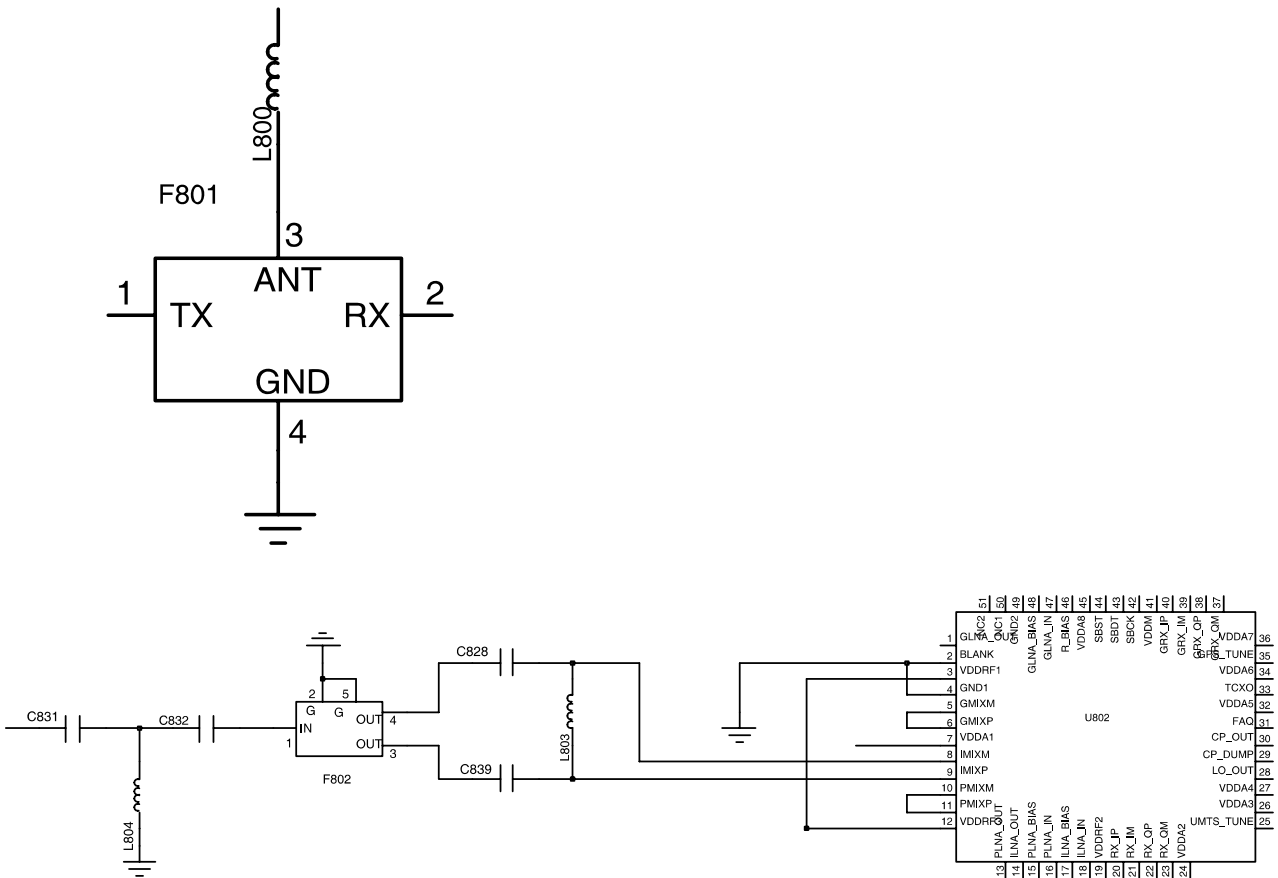 L800
F801
3
ANT
1
TX
RX
2
GND
4
C831
L804
C832
2
5
G
G
IN
1
OUT
4
OUT
3
F802
C828
C839
L803
51
50
49
48
47
46
45
44
43
42
41
40
39
38
37
NC2
NC1
GND2
GLNA_BIAS
GLNA_IN
R_BIAS
VDDA8
SBST
SBDT
SBCK
VDDM
GRX_IP
GRX_IM
GRX_QP
GRX_QM
1 GLNA_OUT
2 BLANK
3 VDDRF1
4 GND1
5 GMIXM
6 GMIXP
7 VDDA1
8 IMIXM
9 IMIXP
10 PMIXM
11 PMIXP
12 VDDRF3
U802
VDDA7 36
GPS_TUNE 35
VDDA6 34
TCXO 33
VDDA5 32
FAQ 31
CP_OUT 30
CP_DUMP 29
LO_OUT 28
VDDA4 27
VDDA3 26
UMTS_TUNE 25
PLNA_OUT
ILNA_OUT
PLNA_BIAS
PLNA_IN
ILNA_BIAS
ILNA_IN
VDDRF2
RX_IP
RX_IM
RX_QP
RX_QM
VDDA2
13
14
15
16
17
18
19
20
21
22
23
24